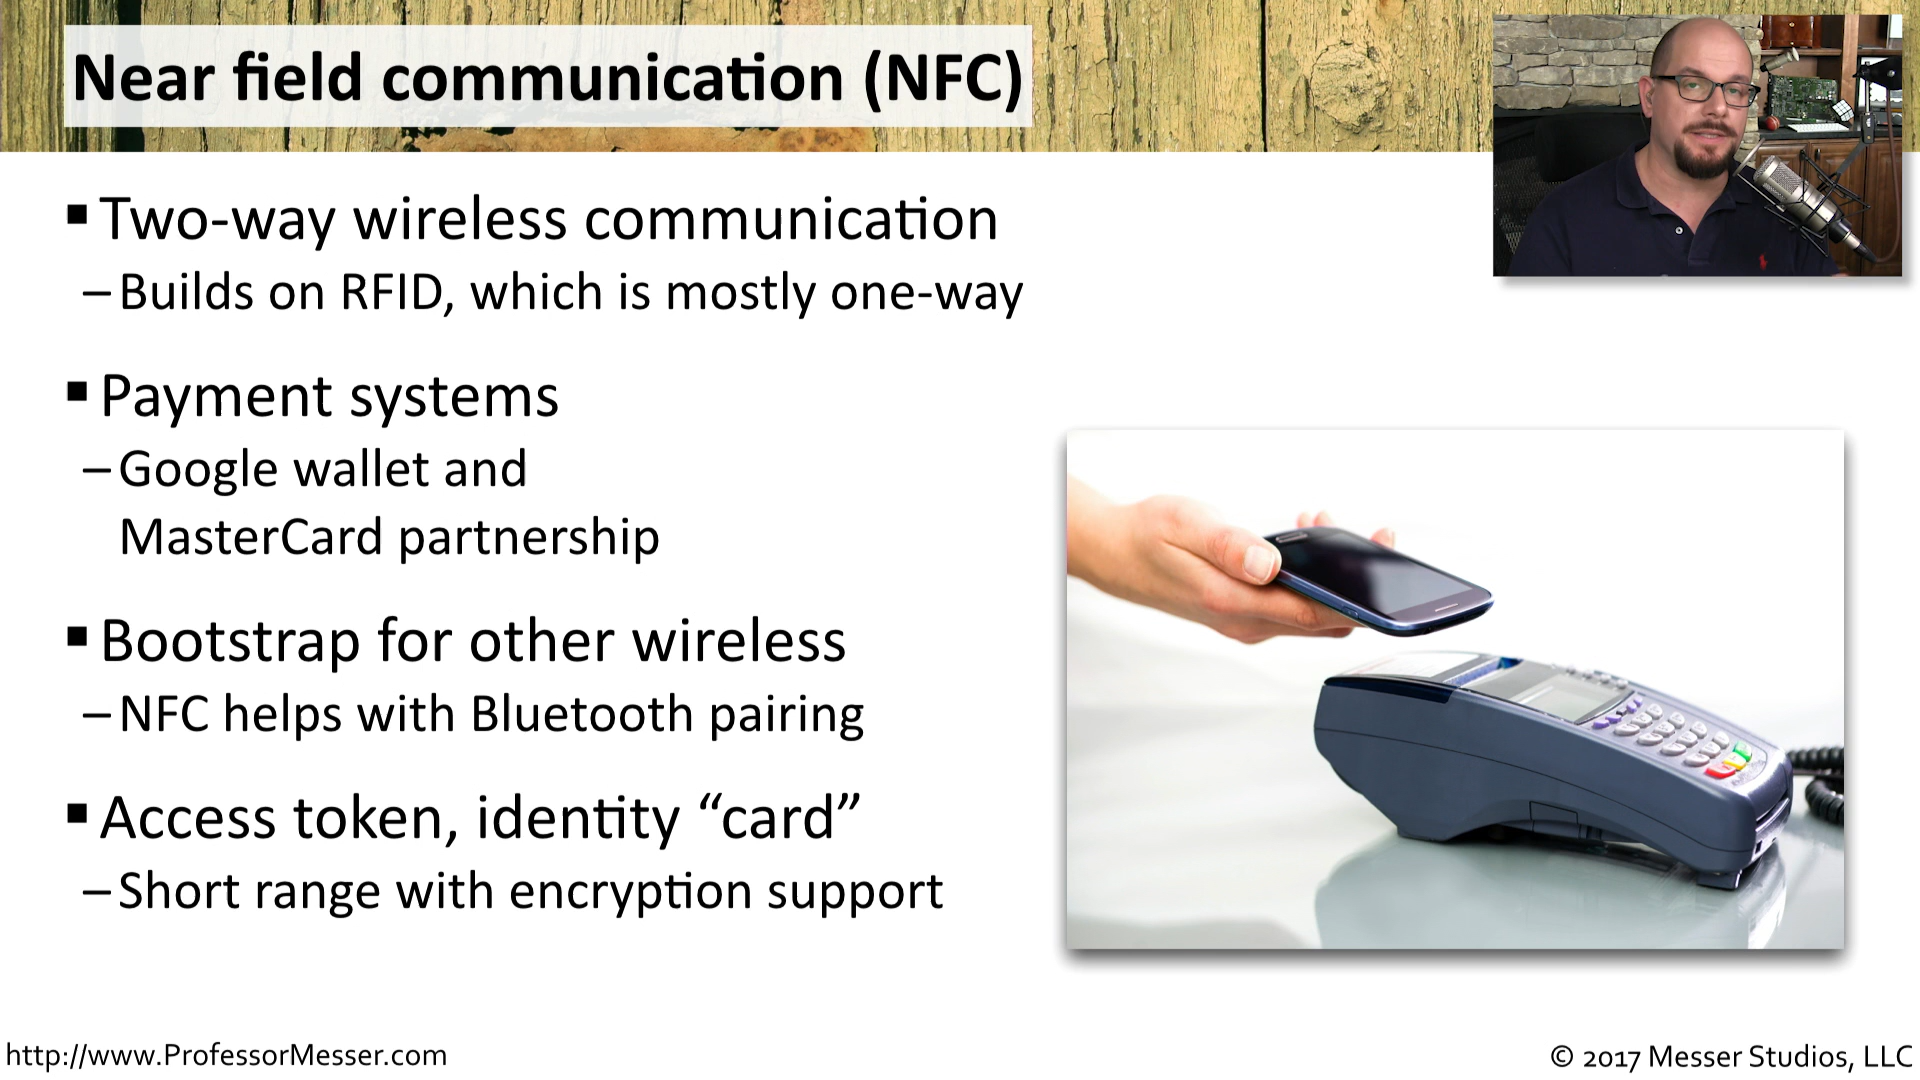 Near field communication (NFC)
▪ Two-way wireless communication
– Builds on RFID, which is mostly one-way
▪ Payment systems
– Google wallet and
MasterCard partnership
▪ Bootstrap for other wireless
– NFC helps with Bluetooth pairing
▪ Access token, identity “card”
– Short range with encryption support
http://www.ProfessorMesser.com
© 2017 Messer Studios, LLC